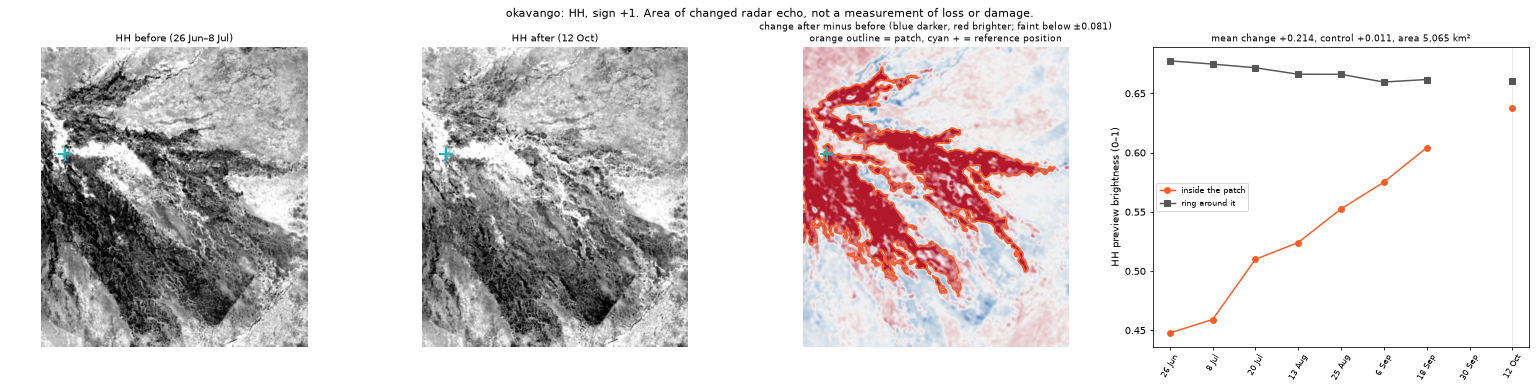 okavango: HH, sign +1. Area of changed radar echo, not a measurement of loss or damage.
HH before (26 Jun–8 Jul)
HH after (12 Oct)
change after minus before (blue darker, red brighter; faint below ±0.081)
orange outline = patch, cyan + = reference position
mean change +0.214, control +0.011, area 5,065 km²
HH preview brightness (0–1)
0.65
0.60
0.55
0.50
0.45
inside the patch
ring around it
26 Jun
8 Jul
20 Jul
13 Aug
25 Aug
6 Sep
18 Sep
30 Sep
12 Oct